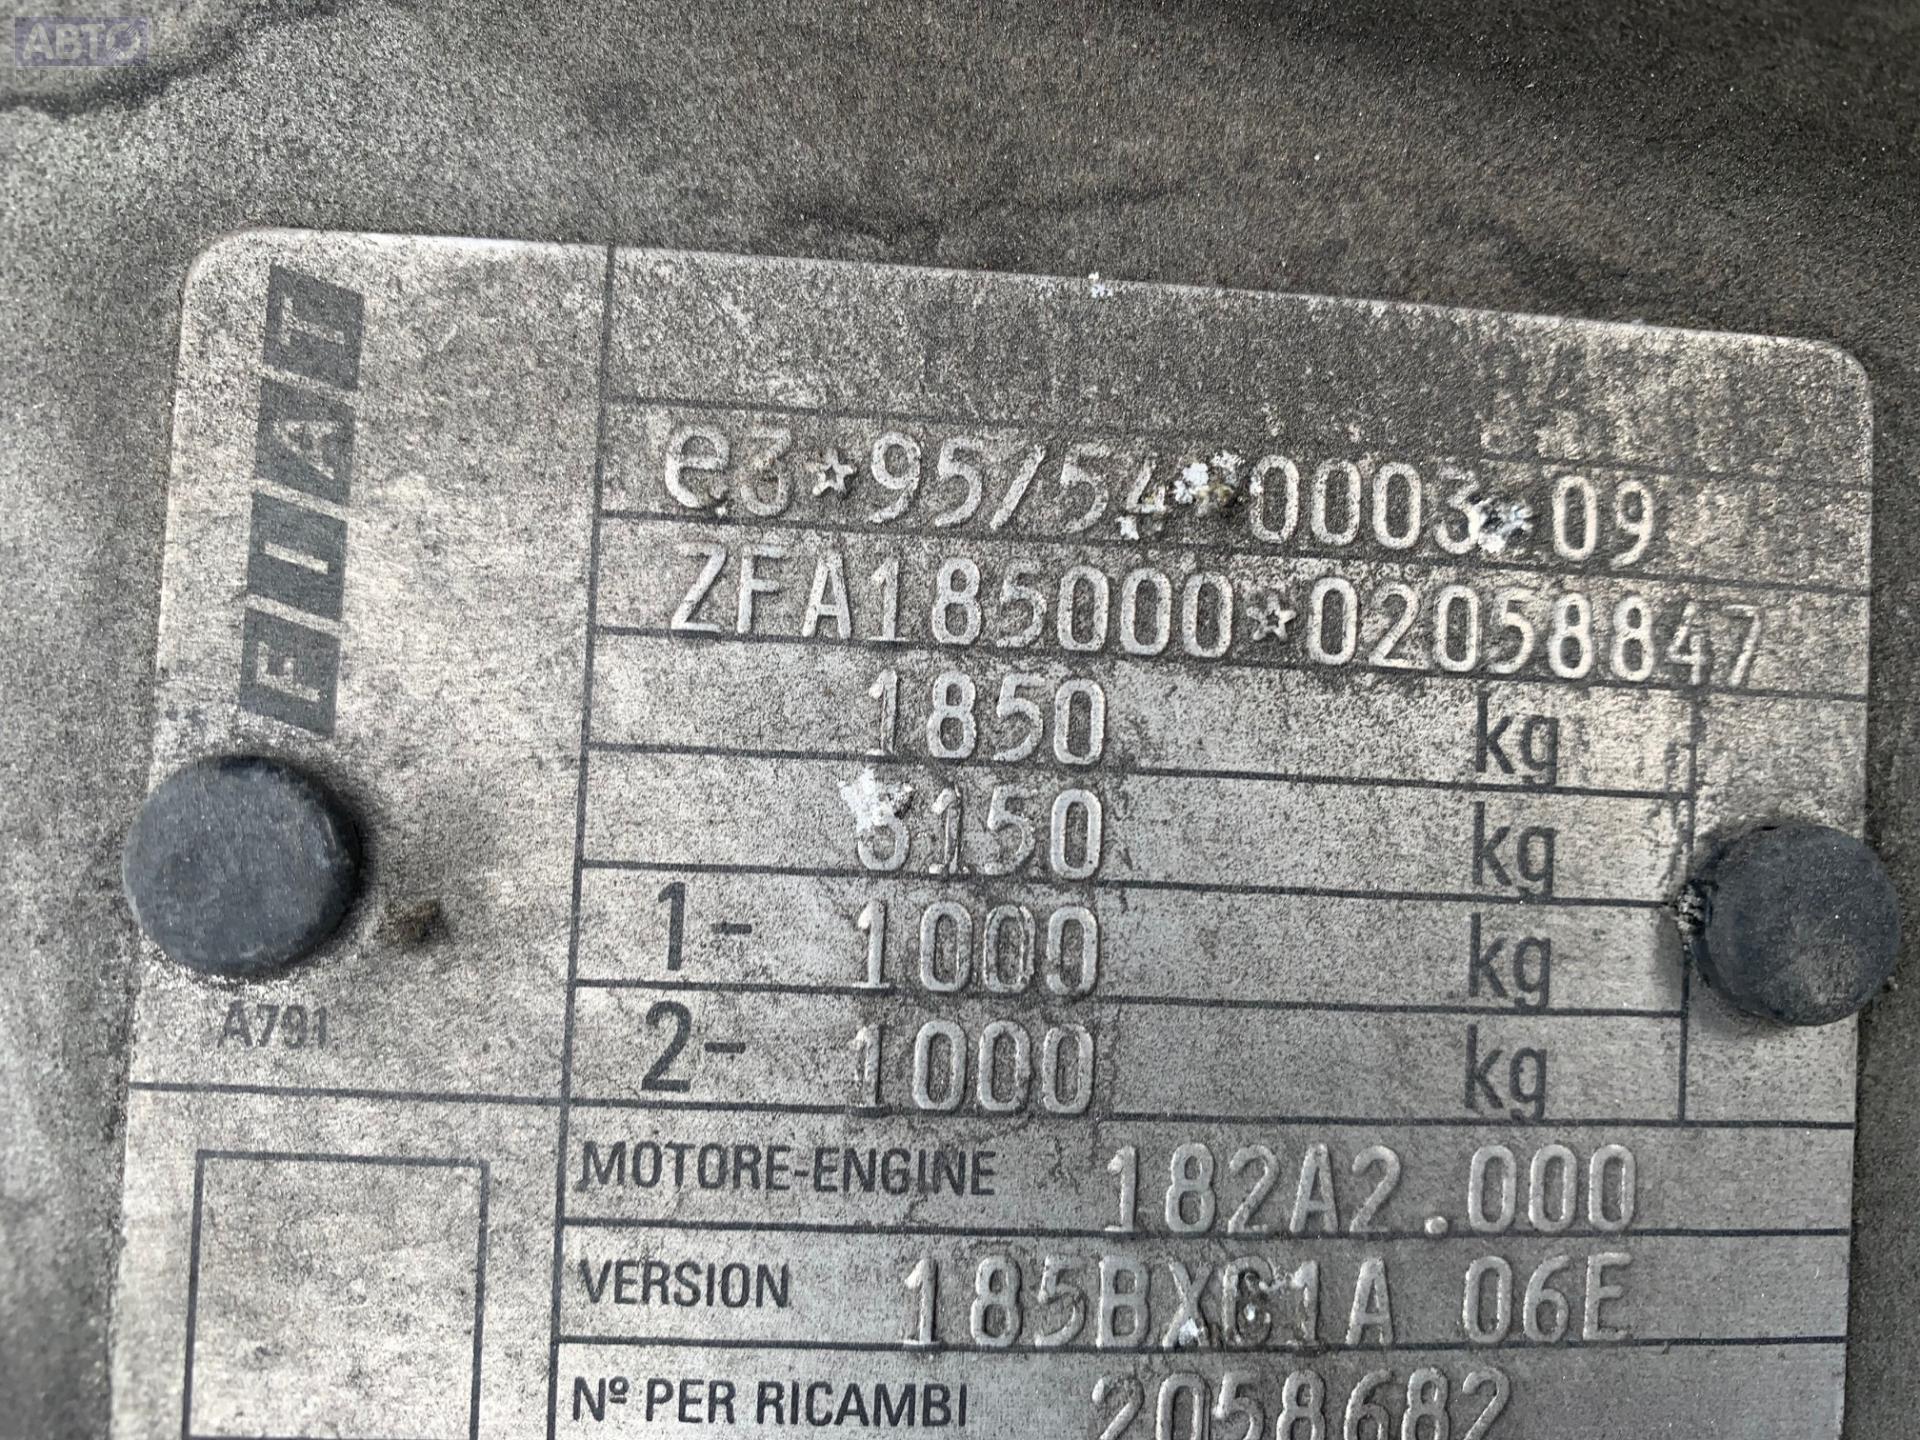 АВТО
FIAT
e3*95/54*0003*09
ZFA185000*02058847
1850 kg
3150 kg
1- 1000 kg
2- 1000 kg
A791
MOTORE-ENGINE 182A2.000
VERSION 185BXC1A 06E
Nº PER RICAMBI 2058682